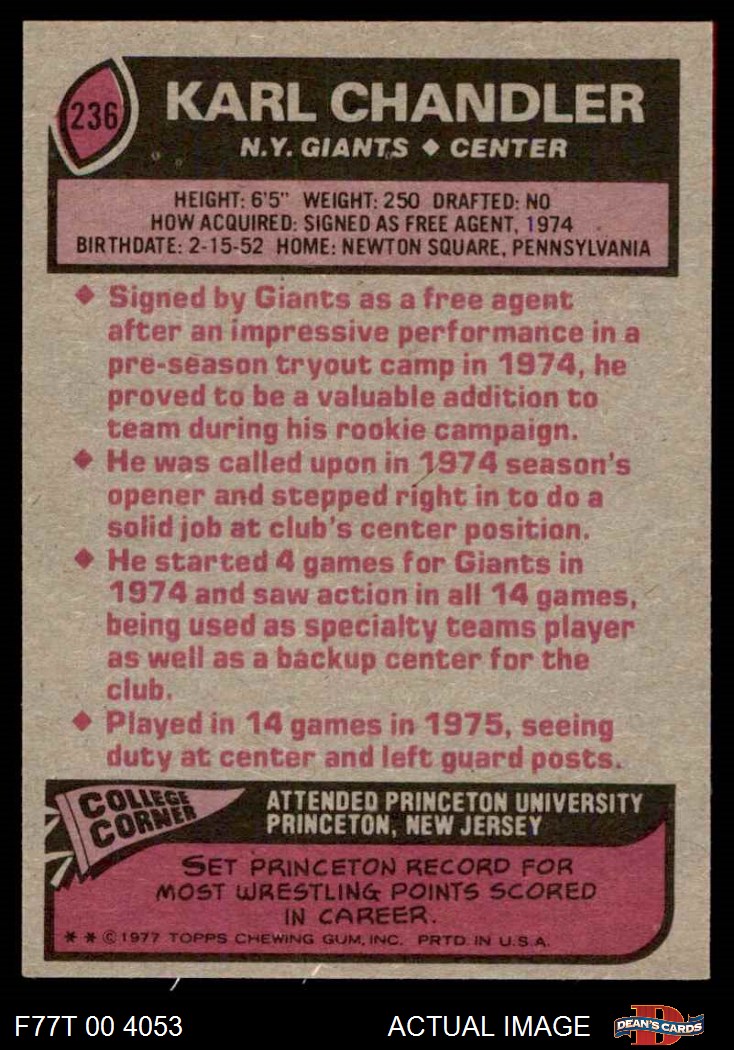 236
KARL CHANDLER
N.Y. GIANTS ♦ CENTER
HEIGHT: 6'5" WEIGHT: 250 DRAFTED: NO
HOW ACQUIRED: SIGNED AS FREE AGENT, 1974
BIRTHDATE: 2-15-52 HOME: NEWTON SQUARE, PENNSYLVANIA
♦ Signed by Giants as a free agent
after an impressive performance in a
pre-season tryout camp in 1974, he
proved to be a valuable addition to
team during his rookie campaign.
♦ He was called upon in 1974 season's
opener and stepped right in to do a
solid job at club's center position.
♦ He started 4 games for Giants in
1974 and saw action in all 14 games,
being used as specialty teams player
as well as a backup center for the
club.
♦ Played in 14 games in 1975, seeing
duty at center and left guard posts.
COLLEGE
CORNER
ATTENDED PRINCETON UNIVERSITY
PRINCETON, NEW JERSEY
SET PRINCETON RECORD FOR
MOST WRESTLING POINTS SCORED
IN CAREER.
* * © 1977 TOPPS CHEWING GUM, INC. PRTD. IN U.S.A.
F77T 00 4053
ACTUAL IMAGE
D
DEAN'S CARDS